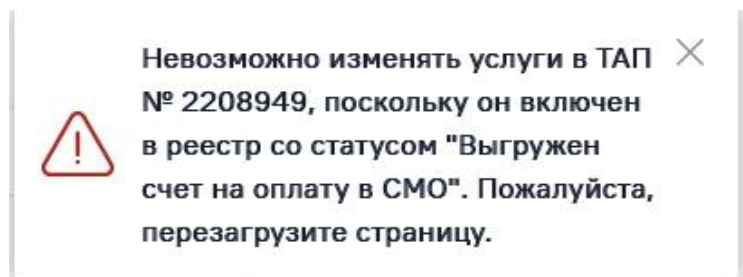 Невозможно изменять услуги в ТАП
№ 2208949, поскольку он включен
в реестр со статусом "Выгружен
счет на оплату в СМО". Пожалуйста,
перезагрузите страницу.